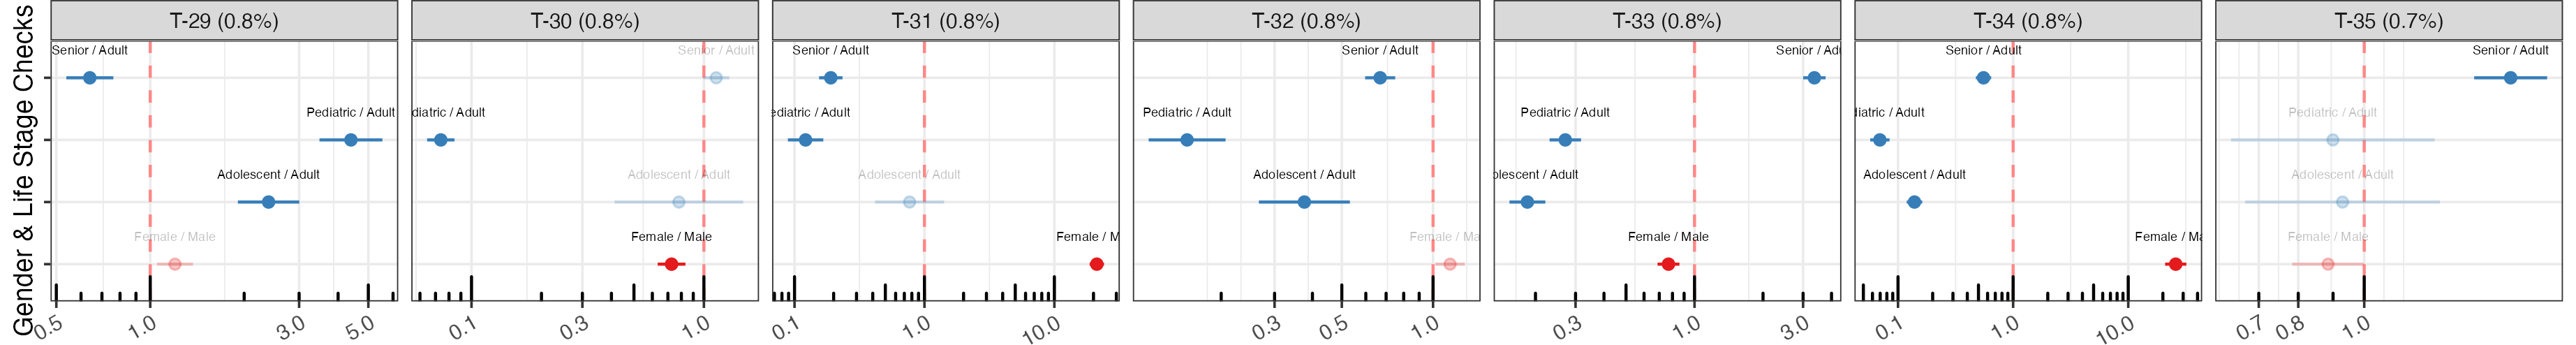 Gender & Life Stage Checks
T-29 (0.8%)
Senior / Adult
Pediatric / Adult
Adolescent / Adult
Female / Male
0.5 1.0 3.0 5.0
T-30 (0.8%)
Senior / Adult
diatric / Adult
Adolescent / Adult
Female / Male
0.1 0.3 1.0
T-31 (0.8%)
Senior / Adult
ediatric / Adult
Adolescent / Adult
Female / M
0.1 1.0 10.0
T-32 (0.8%)
Senior / Adult
Pediatric / Adult
Adolescent / Adult
Female / Ma
0.3 0.5 1.0
T-33 (0.8%)
Senior / Adu
Pediatric / Adult
olescent / Adult
Female / Male
0.3 1.0 3.0
T-34 (0.8%)
Senior / Adult
iatric / Adult
Adolescent / Adult
Female / Ma
0.1 1.0 10.0
T-35 (0.7%)
Senior / Adult
Pediatric / Adult
Adolescent / Adult
Female / Male
0.7 0.8 1.0